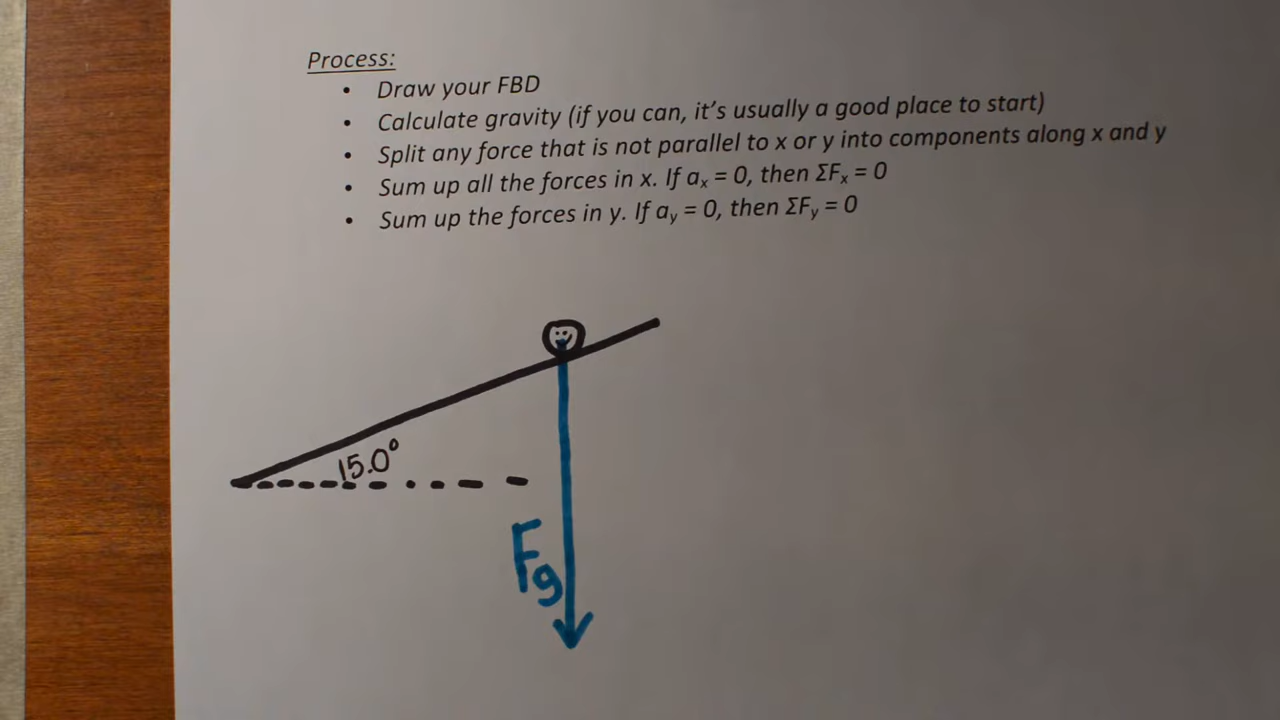 Process:
• Draw your FBD
• Calculate gravity (if you can, it's usually a good place to start)
• Split any force that is not parallel to x or y into components along x and y
• Sum up all the forces in x. If aₓ = 0, then ΣFₓ = 0
• Sum up the forces in y. If a_y = 0, then ΣF_y = 0
15.0°
Fg